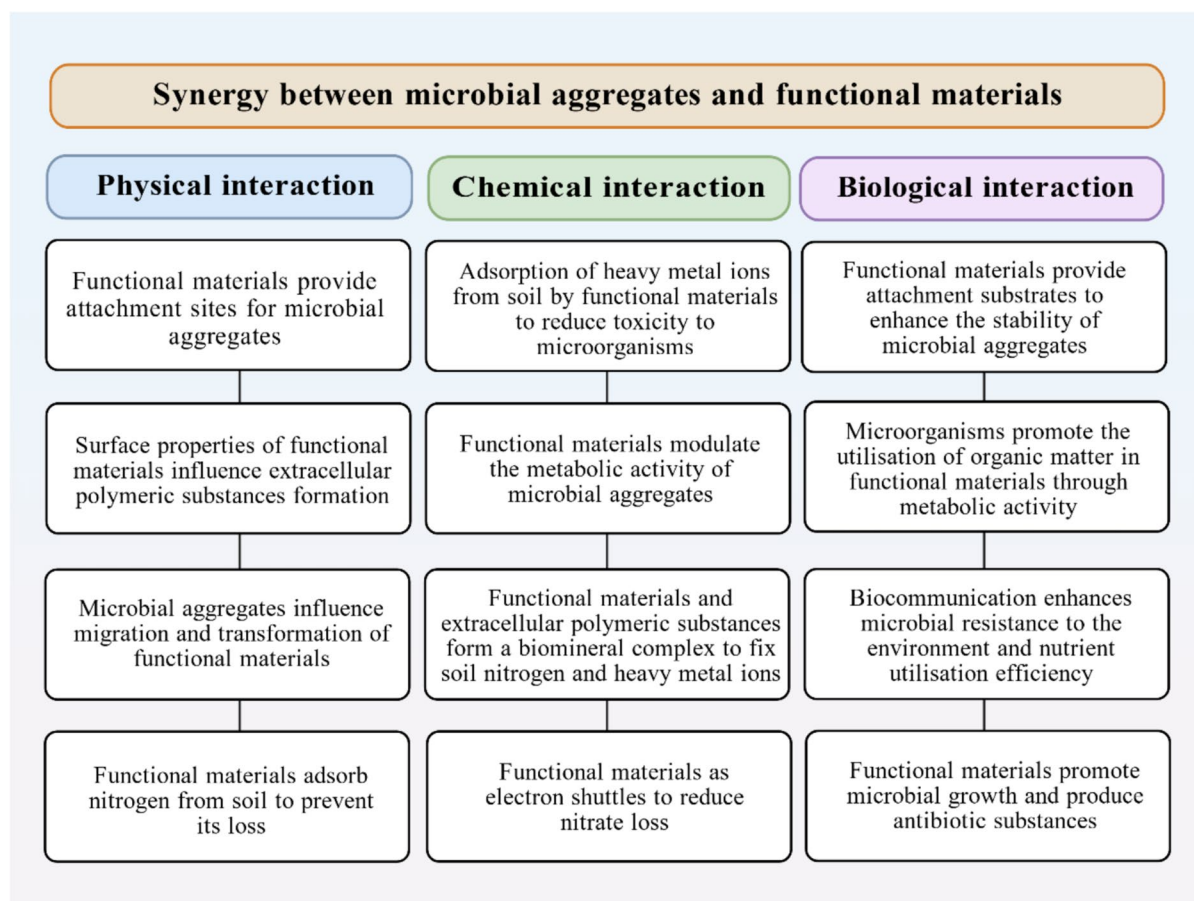 Synergy between microbial aggregates and functional materials
Physical interaction
Functional materials provide
attachment sites for microbial
aggregates
Surface properties of functional
materials influence extracellular
polymeric substances formation
Microbial aggregates influence
migration and transformation of
functional materials
Functional materials adsorb
nitrogen from soil to prevent
its loss
Chemical interaction
Adsorption of heavy metal ions
from soil by functional materials
to reduce toxicity to
microorganisms
Functional materials modulate
the metabolic activity of
microbial aggregates
Functional materials and
extracellular polymeric substances
form a biomineral complex to fix
soil nitrogen and heavy metal ions
Functional materials as
electron shuttles to reduce
nitrate loss
Biological interaction
Functional materials provide
attachment substrates to
enhance the stability of
microbial aggregates
Microorganisms promote the
utilisation of organic matter in
functional materials through
metabolic activity
Biocommunication enhances
microbial resistance to the
environment and nutrient
utilisation efficiency
Functional materials promote
microbial growth and produce
antibiotic substances